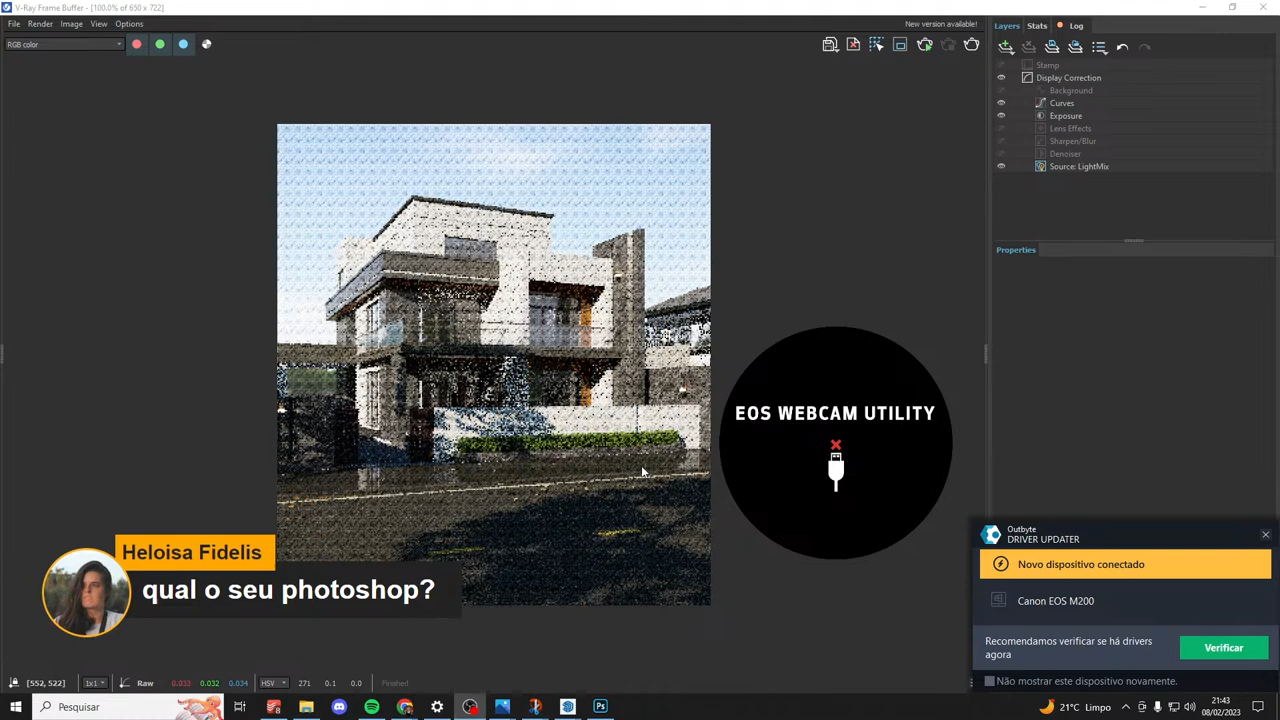 V-Ray Frame Buffer - [100.0% of 650 x 722]
File Render Image View Options
New version available!
RGB color
Layers Stats Log
Stamp
Display Correction
Background
Curves
Exposure
Lens Effects
Sharpen/Blur
Denoiser
Source: LightMix
Properties
EOS WEBCAM UTILITY
Heloisa Fidelis
qual o seu photoshop?
Outbyte
DRIVER UPDATER
Novo dispositivo conectado
Canon EOS M200
Recomendamos verificar se há drivers
agora
Verificar
Não mostrare este dispositivo novamente.
[552, 522] 1x1 Raw 0.033 0.032 0.034 HSV 271 0.1 0.0 Finished
Pesquisar
Ps
21°C Limpo
21:43
08/02/2023